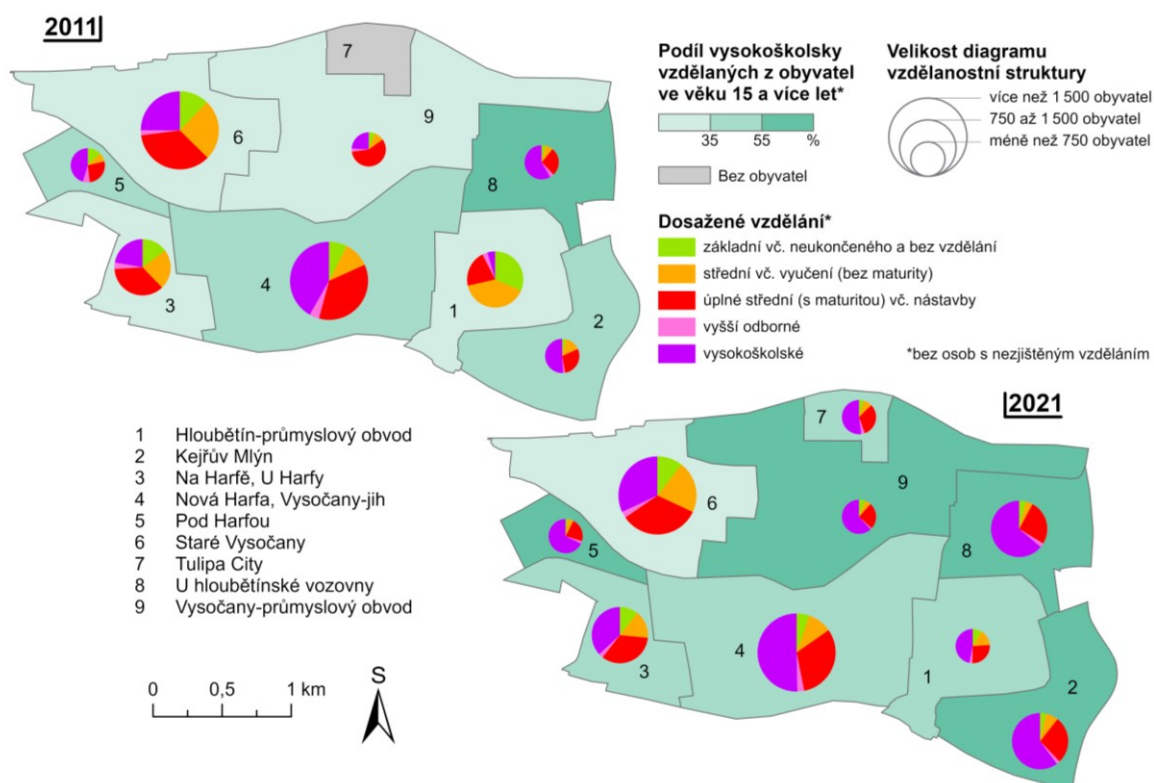 2011
7
9
6
5
8
4
3
1
2
Podíl vysokoškolsky
vzdělaných z obyvatel
ve věku 15 a více let*
35 55 %
Bez obyvatel
Velikost diagramu
vzdělanostní struktury
více než 1 500 obyvatel
750 až 1 500 obyvatel
méně než 750 obyvatel
Dosažené vzdělání*
základní vč. neukončeného a bez vzdělání
střední vč. vyučení (bez maturity)
úplné střední (s maturitou) vč. nástavby
vyšší odborné
vysokoškolské
*bez osob s nezjištěným vzděláním
2021
7
9
6
5
8
4
3
1
2
1 Hloubětín-průmyslový obvod
2 Kejřův Mlýn
3 Na Harfě, U Harfy
4 Nová Harfa, Vysočany-jih
5 Pod Harfou
6 Staré Vysočany
7 Tulipa City
8 U hloubětínské vozovny
9 Vysočany-průmyslový obvod
0 0,5 1 km
S